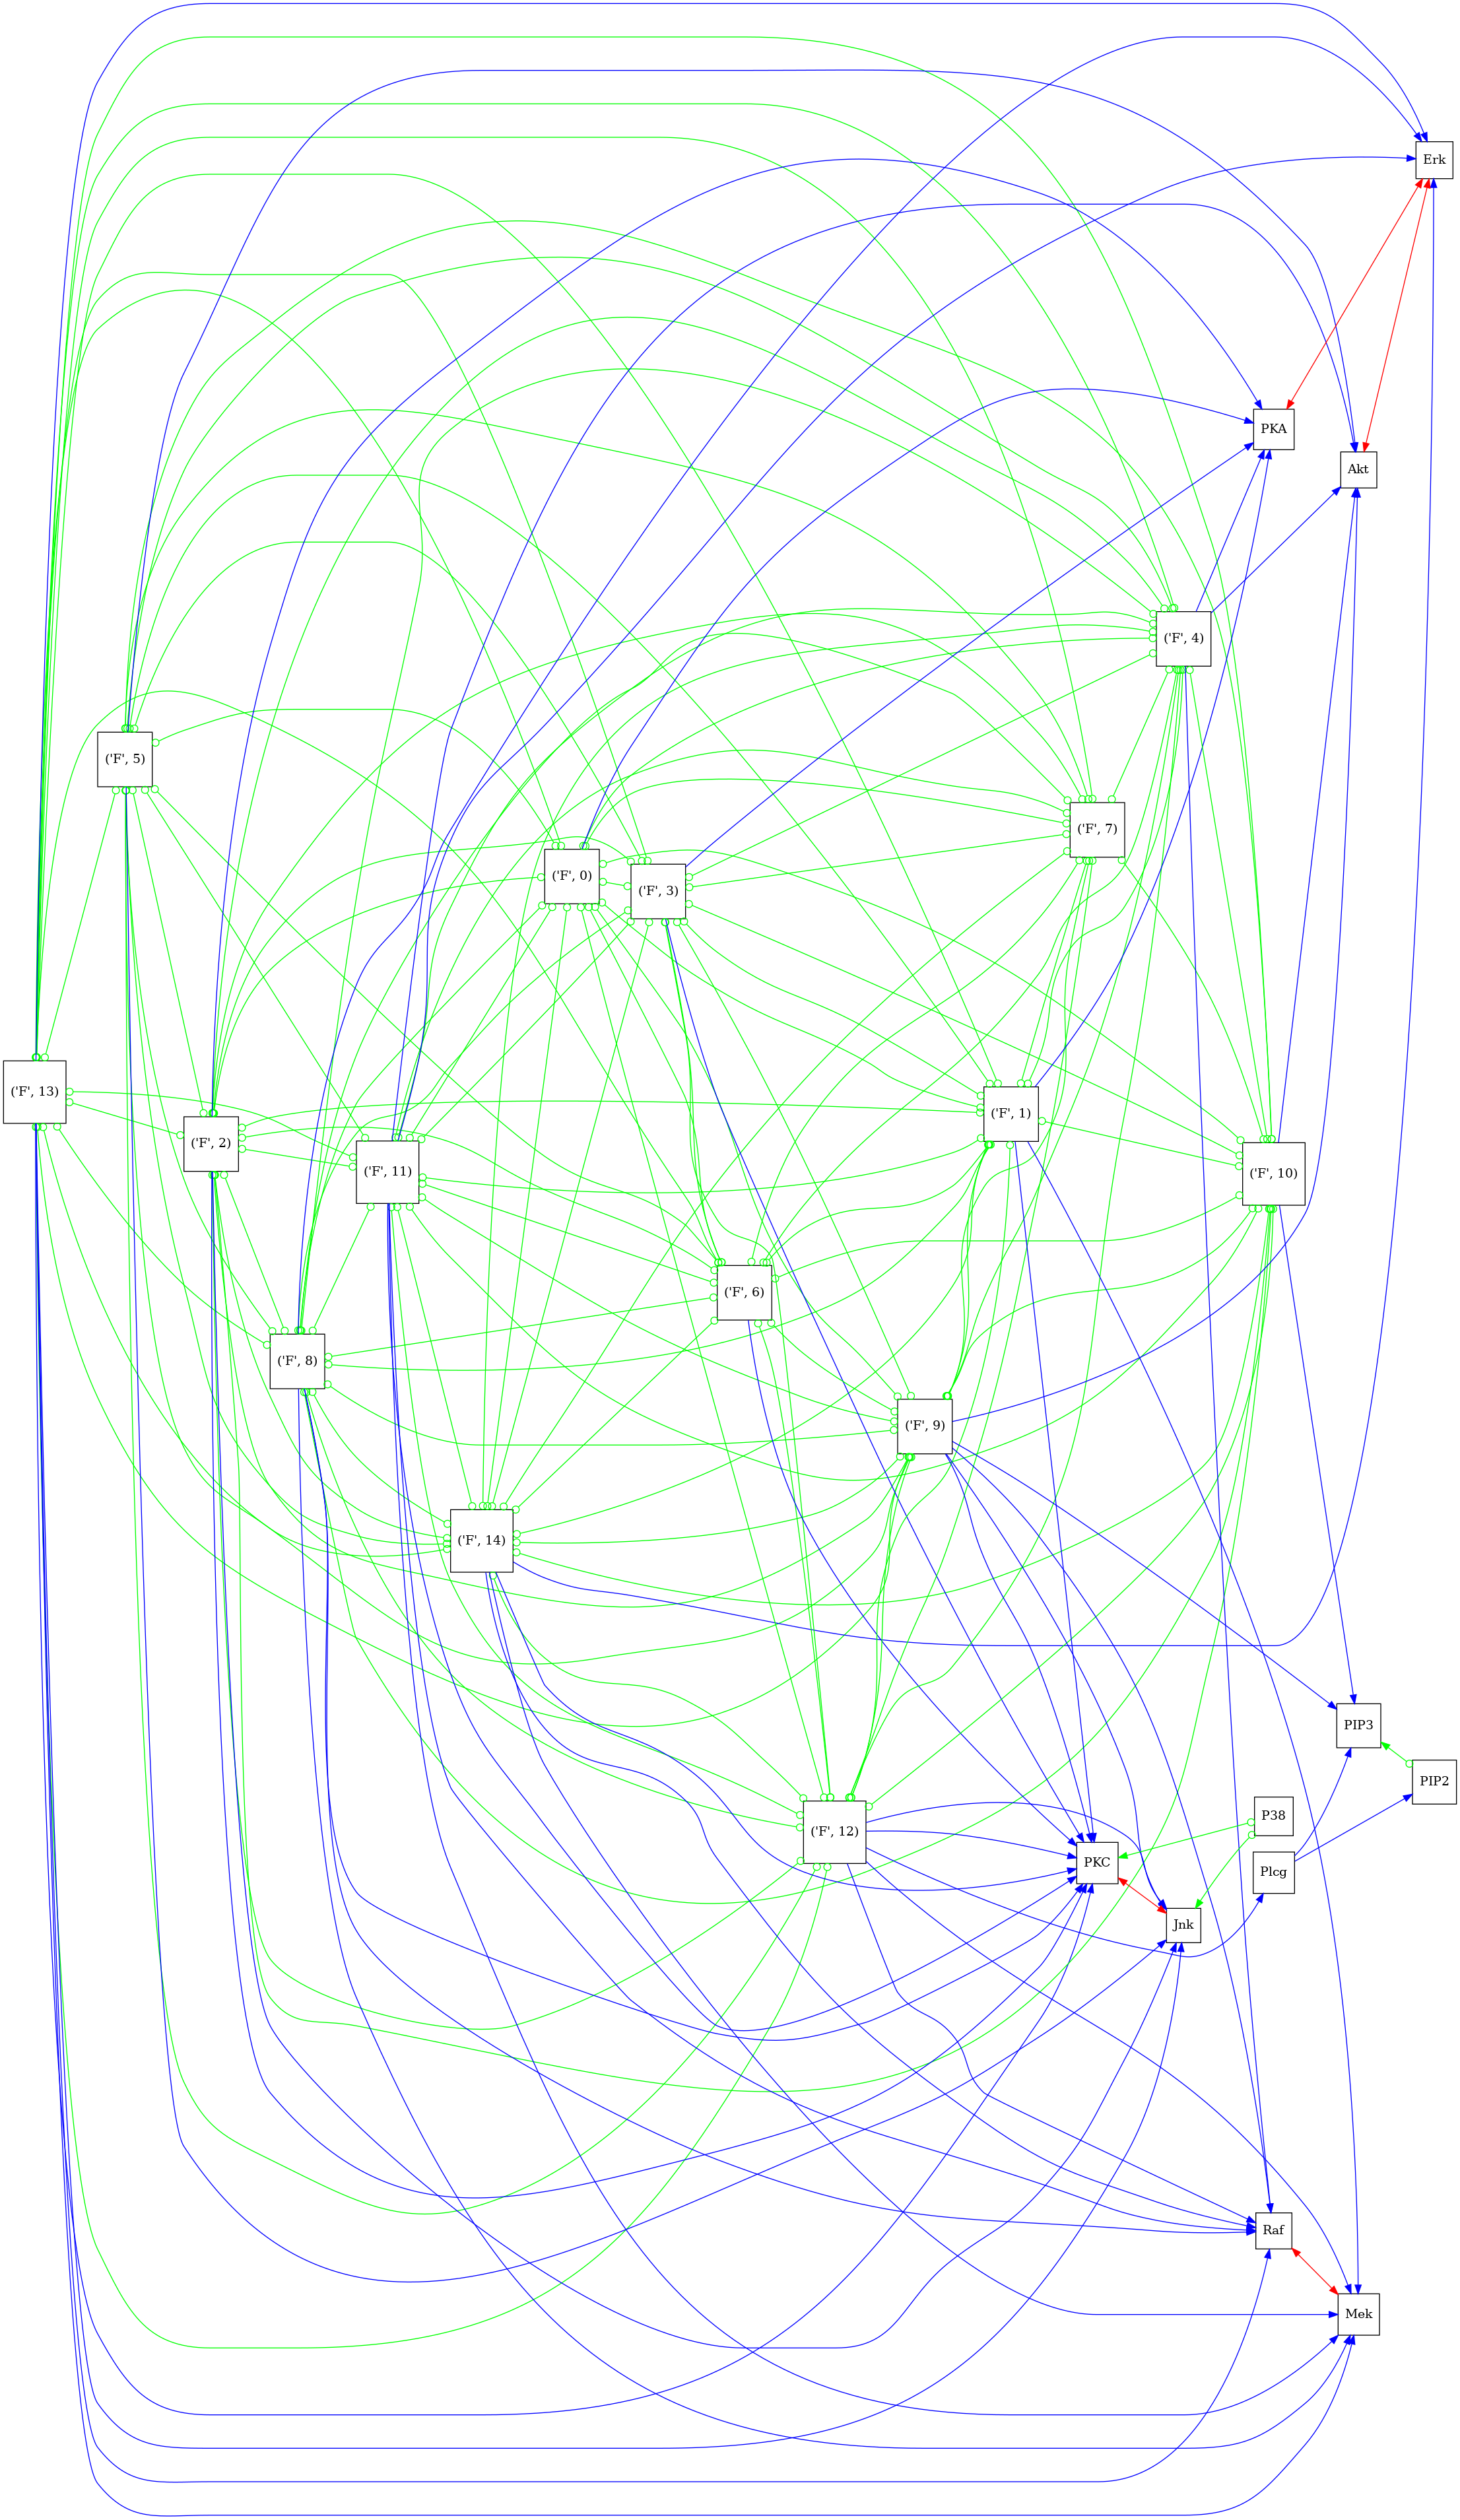 Erk
PKA
Akt
('F', 4)
('F', 5)
('F', 7)
('F', 0)
('F', 3)
('F', 13)
('F', 1)
('F', 2)
('F', 11)
('F', 10)
('F', 6)
('F', 8)
('F', 9)
('F', 14)
PIP3
PIP2
P38
('F', 12)
PKC
Plcg
Jnk
Raf
Mek